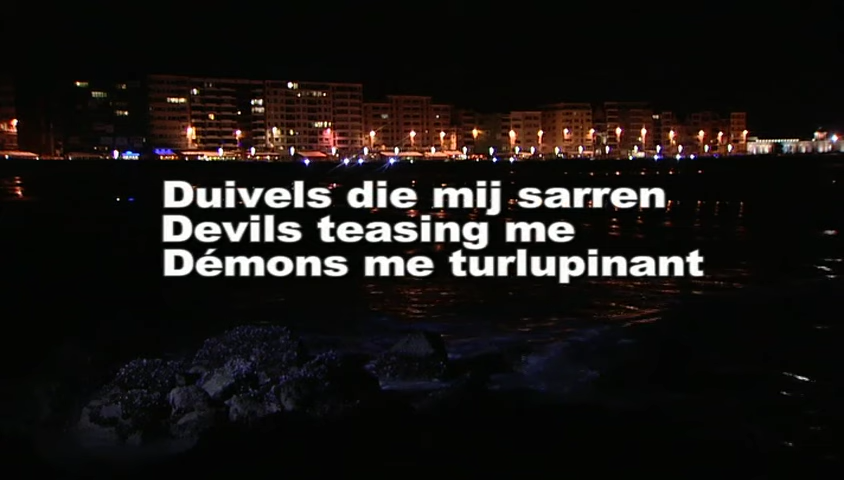 Duivels die mij sarren
Devils teasing me
Démons me turlupinant